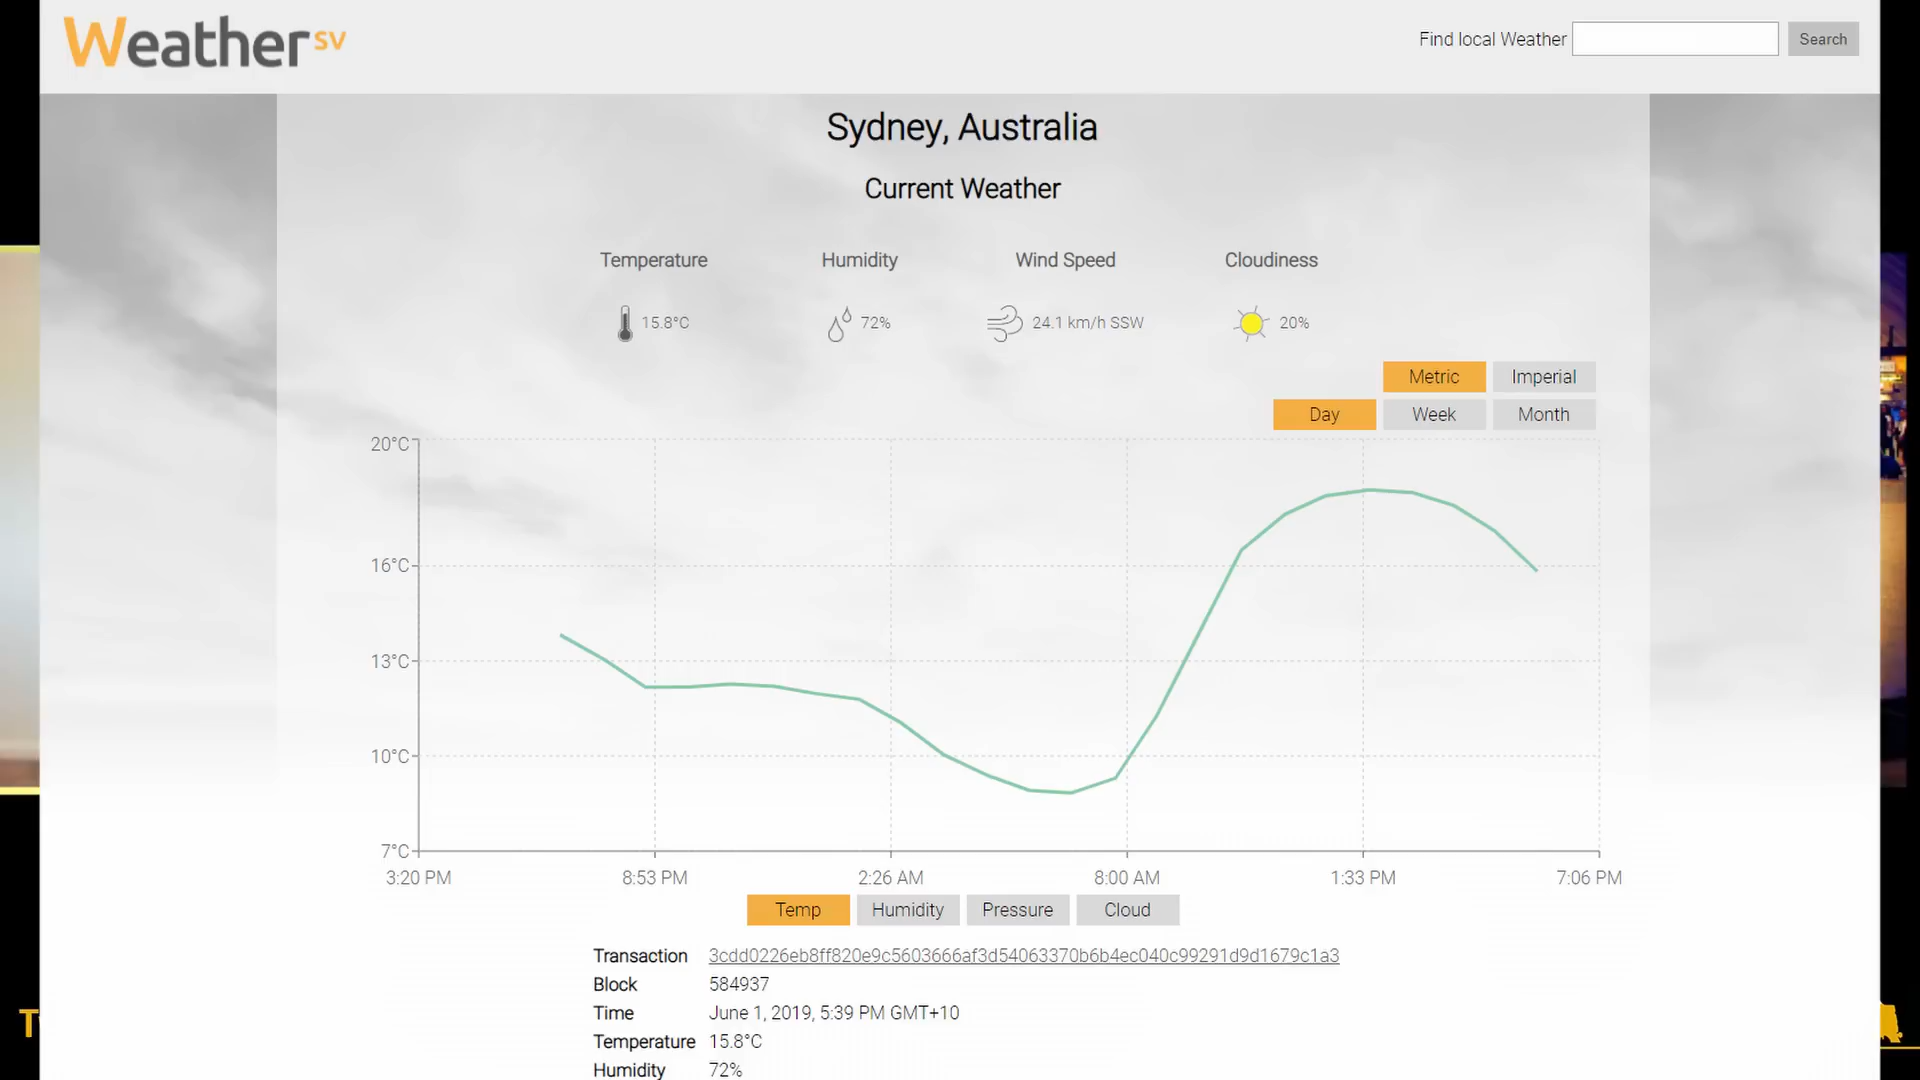 Weather SV
Find local Weather Search
Sydney, Australia
Current Weather
Temperature Humidity Wind Speed Cloudiness
15.8°C 72% 24.1 km/h SSW 20%
Metric Imperial
Day Week Month
20°C
16°C
13°C
10°C
7°C
3:20 PM 8:53 PM 2:26 AM 8:00 AM 1:33 PM 7:06 PM
Temp Humidity Pressure Cloud
Transaction 3cdd0226eb8ff820e9c5603666af3d54063370b6b4ec040c99291d9d1679c1a3
Block 584937
Time June 1, 2019, 5:39 PM GMT+10
Temperature 15.8°C
Humidity 72%